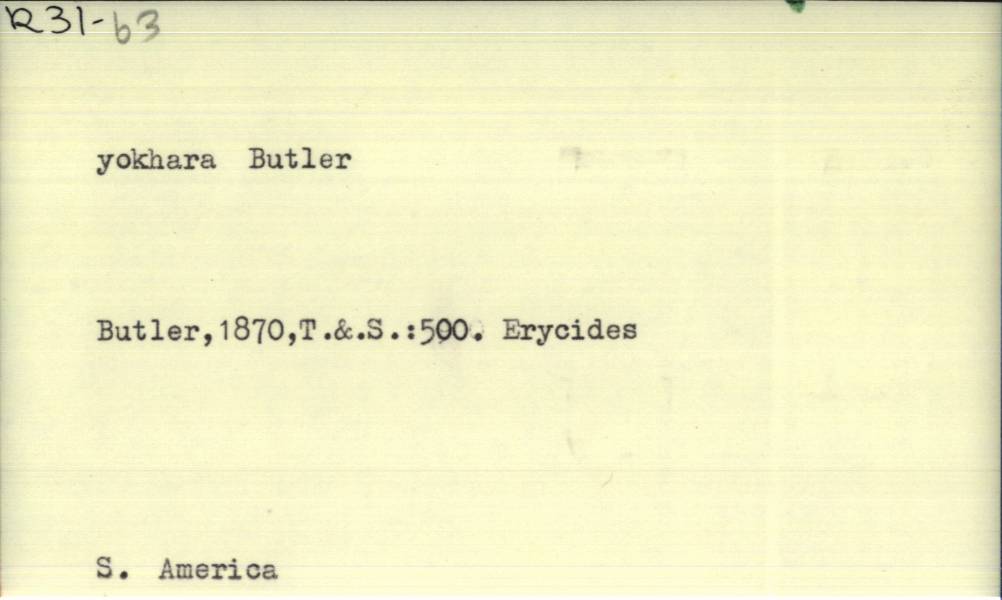 R31-63
yokhara Butler
Butler,1870,T.&.S.:500. Erycides
S. America